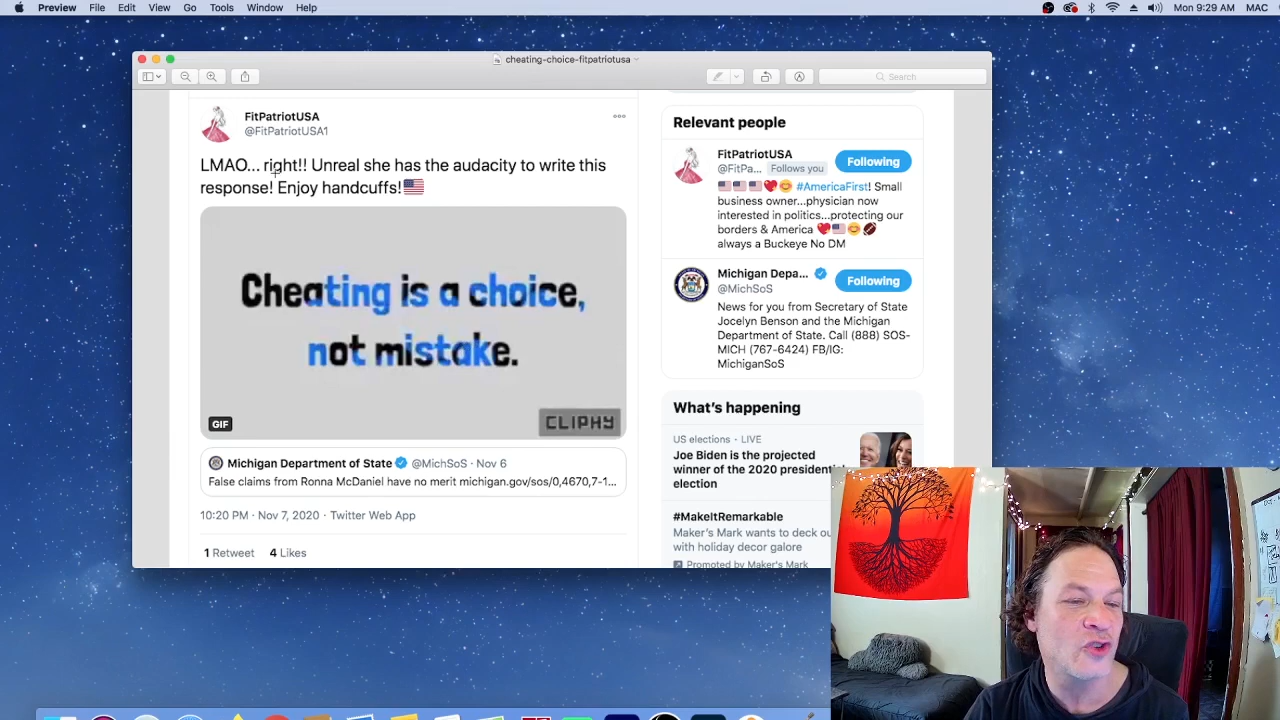 Preview File Edit View Go Tools Window Help
Mon 9:29 AM MAC
cheating-choice-fitpatriotusa
Search
FitPatriotUSA
@FitPatriotUSA1
LMAO... right!! Unreal she has the audacity to write this
response! Enjoy handcuffs!
Cheating is a choice,
not mistake.
GIF
CLIPHY
Michigan Department of State @MichSoS · Nov 6
False claims from Ronna McDaniel have no merit michigan.gov/sos/0,4670,7-1...
10:20 PM · Nov 7, 2020 · Twitter Web App
1 Retweet 4 Likes
Relevant people
FitPatriotUSA
@FitPa... Follows you
Following
#AmericaFirst! Small
business owner...physician now
interested in politics...protecting our
borders & America
always a Buckeye No DM
Michigan Depa...
@MichSoS
Following
News for you from Secretary of State
Jocelyn Benson and the Michigan
Department of State. Call (888) SOS-
MICH (767-6424) FB/IG:
MichiganSoS
What's happening
US elections · LIVE
Joe Biden is the projected
winner of the 2020 presidenti
election
#MakeItRemarkable
Maker's Mark wants to deck ou
with holiday decor galore
Promoted by Maker's Mark